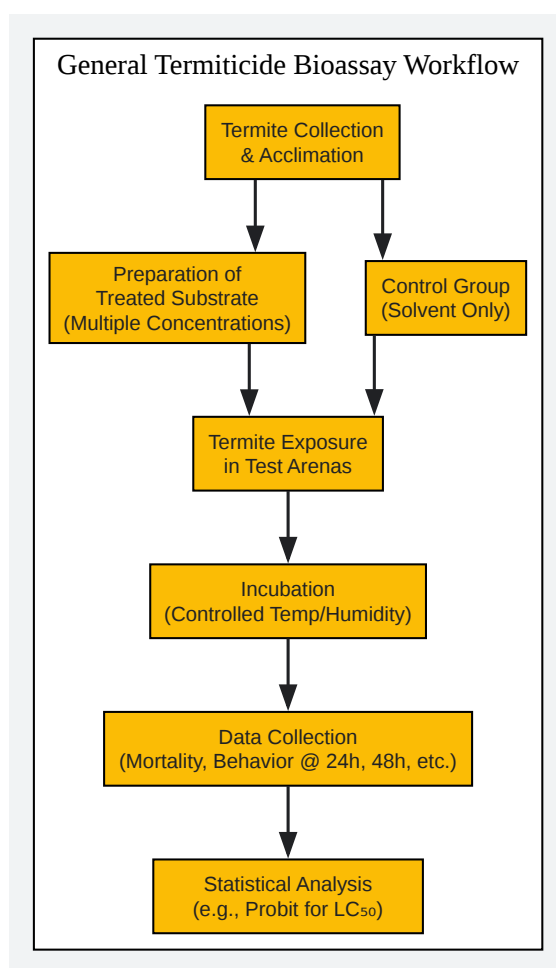 General Termiticide Bioassay Workflow
Termite Collection
& Acclimation
Preparation of
Treated Substrate
(Multiple Concentrations)
Control Group
(Solvent Only)
Termite Exposure
in Test Arenas
Incubation
(Controlled Temp/Humidity)
Data Collection
(Mortality, Behavior @ 24h, 48h, etc.)
Statistical Analysis
(e.g., Probit for LC₅₀)